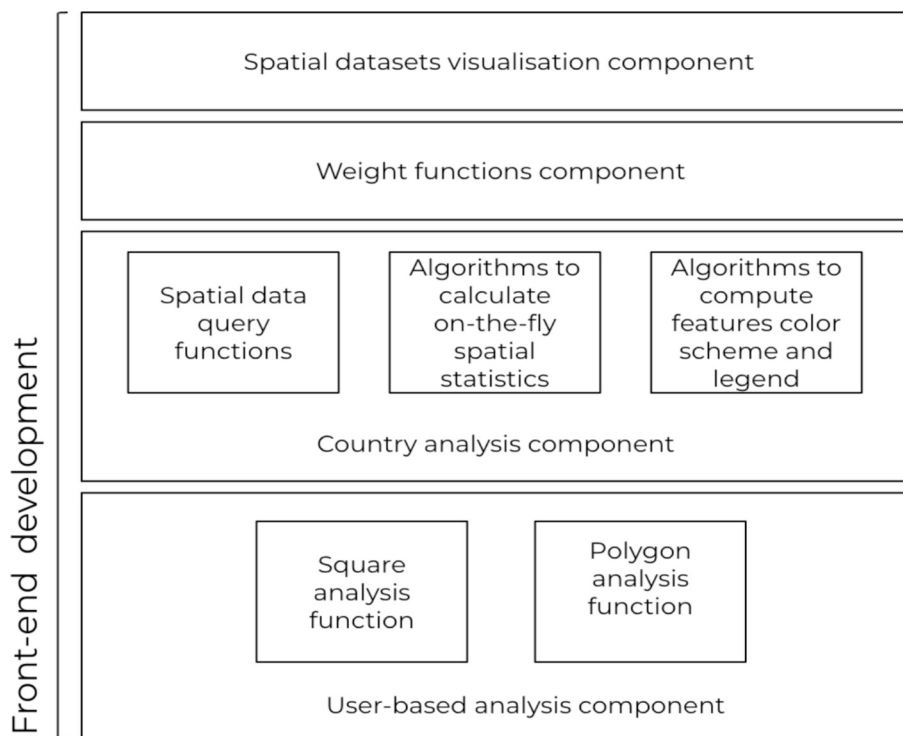 Front-end development
Spatial datasets visualisation component
Weight functions component
Spatial data
query
functions
Algorithms to
calculate
on-the-fly
spatial
statistics
Algorithms to
compute
features color
scheme and
legend
Country analysis component
Square
analysis
function
Polygon
analysis
function
User-based analysis component